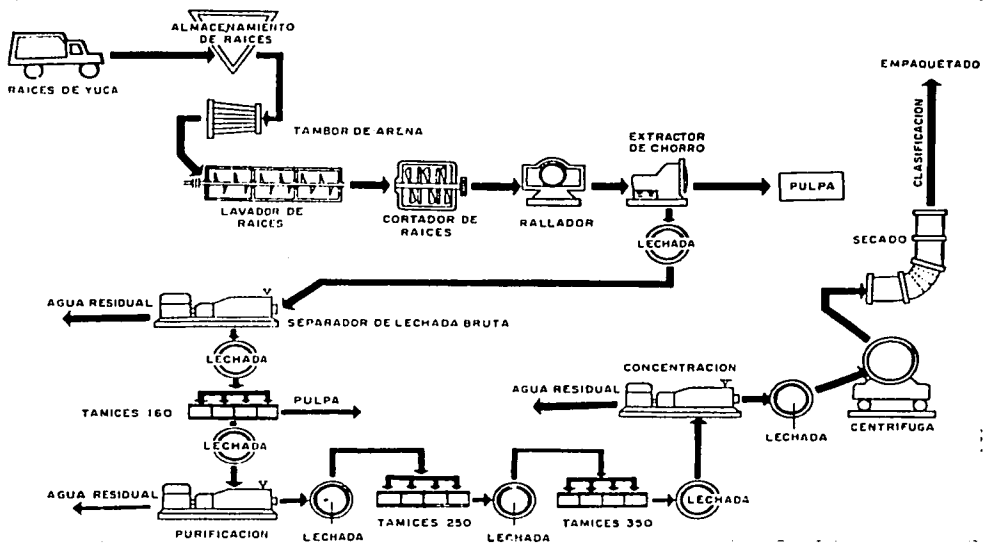 ALMACENAMIENTO
DE RAICES
RAICES DE YUCA
TAMBOR DE ARENA
LAVADOR DE
RAICES
CORTADOR DE
RAICES
RALLADOR
EXTRACTOR
DE CHORRO
PULPA
LECHADA
EMPAQUETADO
CLASIFICACION
SECADO
AGUA RESIDUAL
SEPARADOR DE LECHADA BRUTA
LECHADA
TAMICES 160
PULPA
LECHADA
AGUA RESIDUAL
PURIFICACION
LECHADA
TAMICES 250
LECHADA
TAMICES 350
LECHADA
CONCENTRACION
AGUA RESIDUAL
LECHADA
CENTRIFUGA